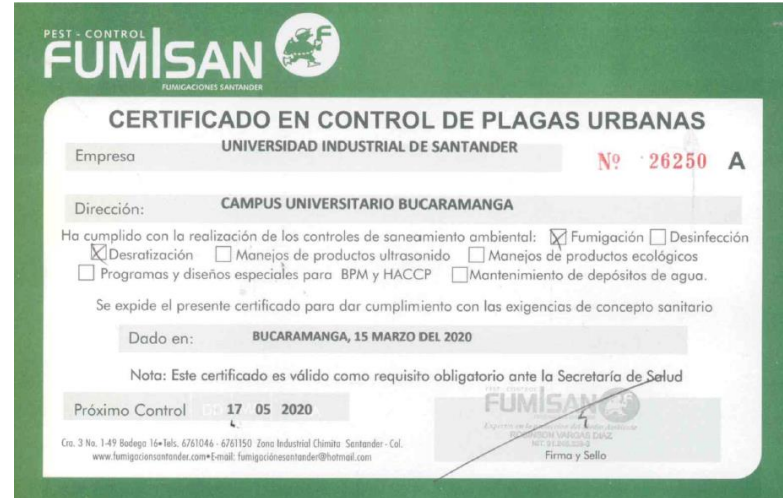 PEST - CONTROL
FUMISAN
FUMIGACIONES SANTANDER
CERTIFICADO EN CONTROL DE PLAGAS URBANAS
Empresa UNIVERSIDAD INDUSTRIAL DE SANTANDER
Nº 26250 A
Dirección: CAMPUS UNIVERSITARIO BUCARAMANGA
Ha cumplido con la realización de los controles de saneamiento ambiental: Fumigación Desinfección
Desratización Manejos de productos ultrasonido Manejos de productos ecológicos
Programas y diseños especiales para BPM y HACCP Mantenimiento de depósitos de agua.
Se expide el presente certificado para dar cumplimiento con las exigencias de concepto sanitario
Dado en: BUCARAMANGA, 15 MARZO DEL 2020
Nota: Este certificado es válido como requisito obligatorio ante la Secretaría de Salud
Próximo Control 17 05 2020
PEST - CONTROL
FUMISAN
ROBINSON VARGAS DIAZ
Firma y Sello
Cra. 3 No. 1-49 Bodega 16•Tels. 6761046 - 6761150 Zona Industrial Chimita Santander - Col.
www.fumigacionsantander.com•E-mail: fumigaciónesantander@hotmail.com